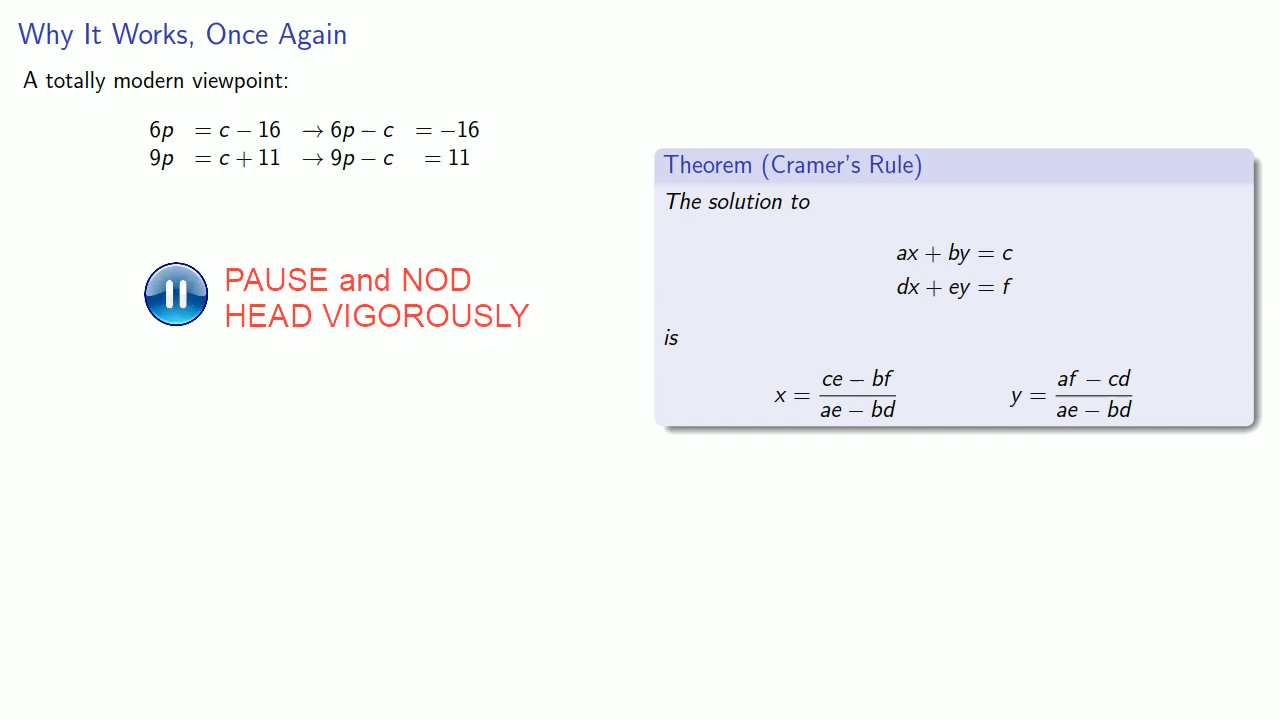 Why It Works, Once Again
A totally modern viewpoint:
6p = c − 16 → 6p − c = −16
9p = c + 11 → 9p − c = 11
PAUSE and NOD
HEAD VIGOROUSLY
Theorem (Cramer's Rule)
The solution to
ax + by = c
dx + ey = f
is
x = (ce − bf)/(ae − bd) y = (af − cd)/(ae − bd)